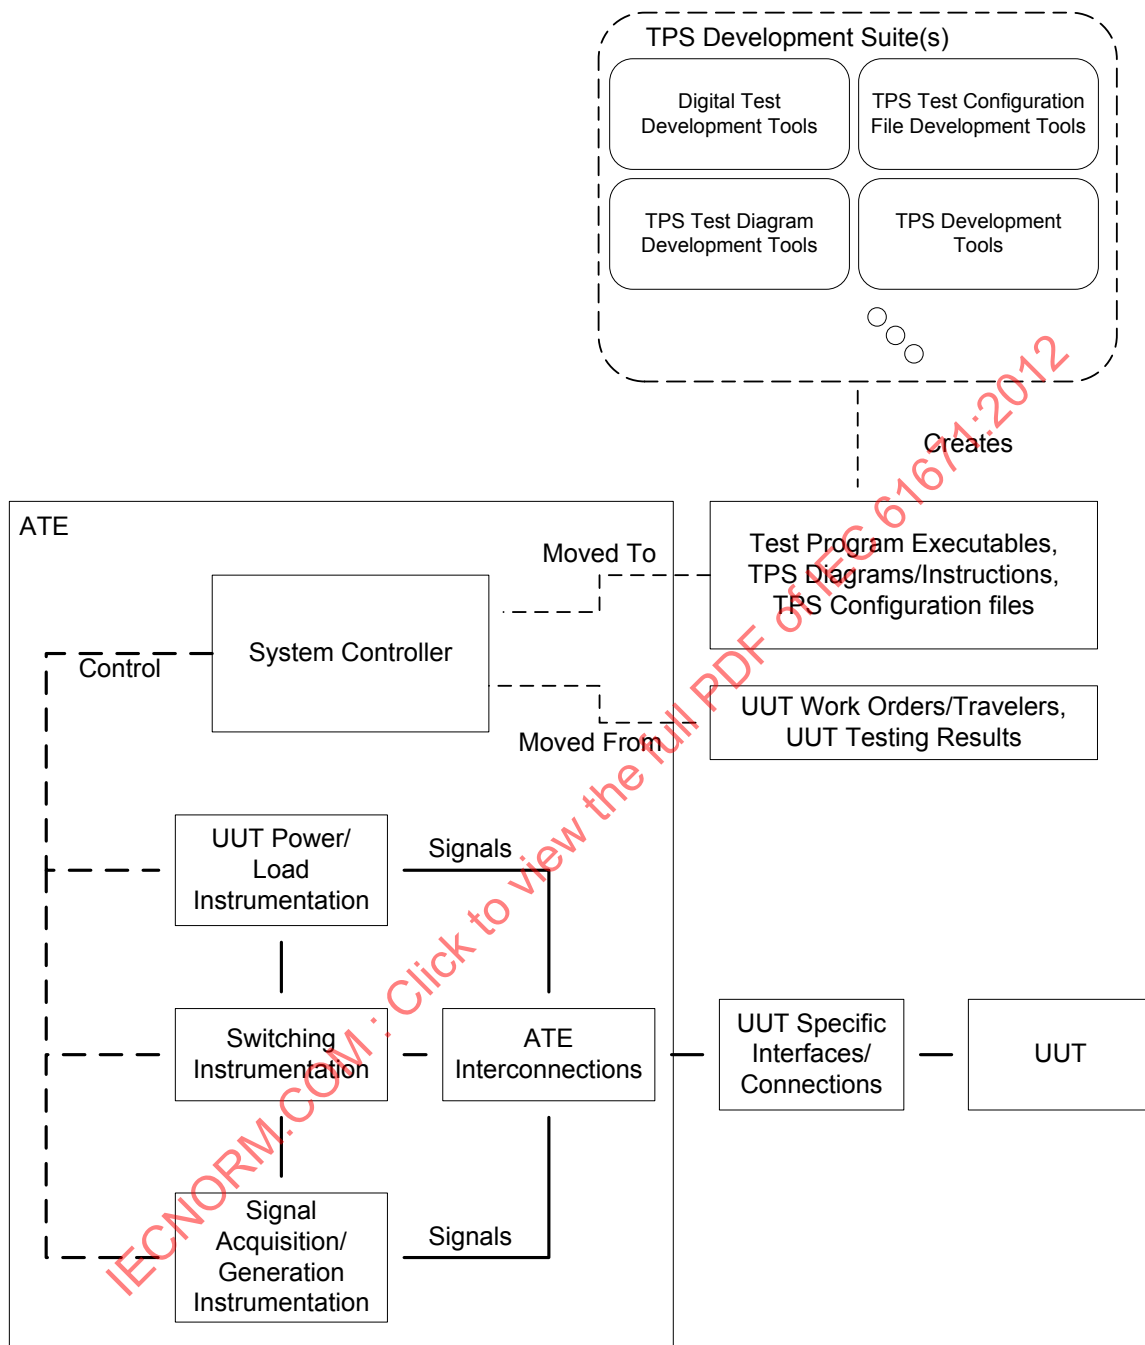 TPS Development Suite(s)
Digital Test
Development Tools
TPS Test Configuration
File Development Tools
TPS Test Diagram
Development Tools
TPS Development
Tools
Creates
ATE
Moved To
Test Program Executables,
TPS Diagrams/Instructions,
TPS Configuration files
System Controller
Control
Moved From
UUT Work Orders/Travelers,
UUT Testing Results
UUT Power/
Load
Instrumentation
Signals
Switching
Instrumentation
ATE
Interconnections
UUT Specific
Interfaces/
Connections
UUT
Signal
Acquisition/
Generation
Instrumentation
Signals
IECNORM.COM : Click to view the full PDF of IEC 61671:2012